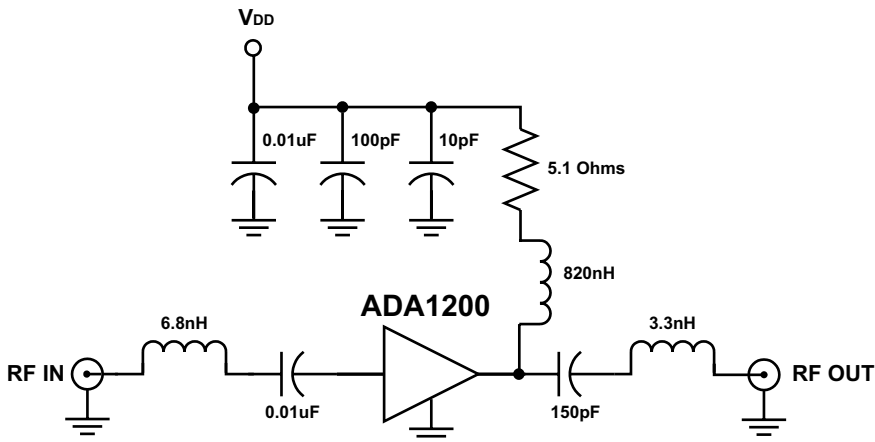 VDD
0.01uF
100pF
10pF
5.1 Ohms
820nH
ADA1200
6.8nH
3.3nH
RF IN
RF OUT
0.01uF
150pF